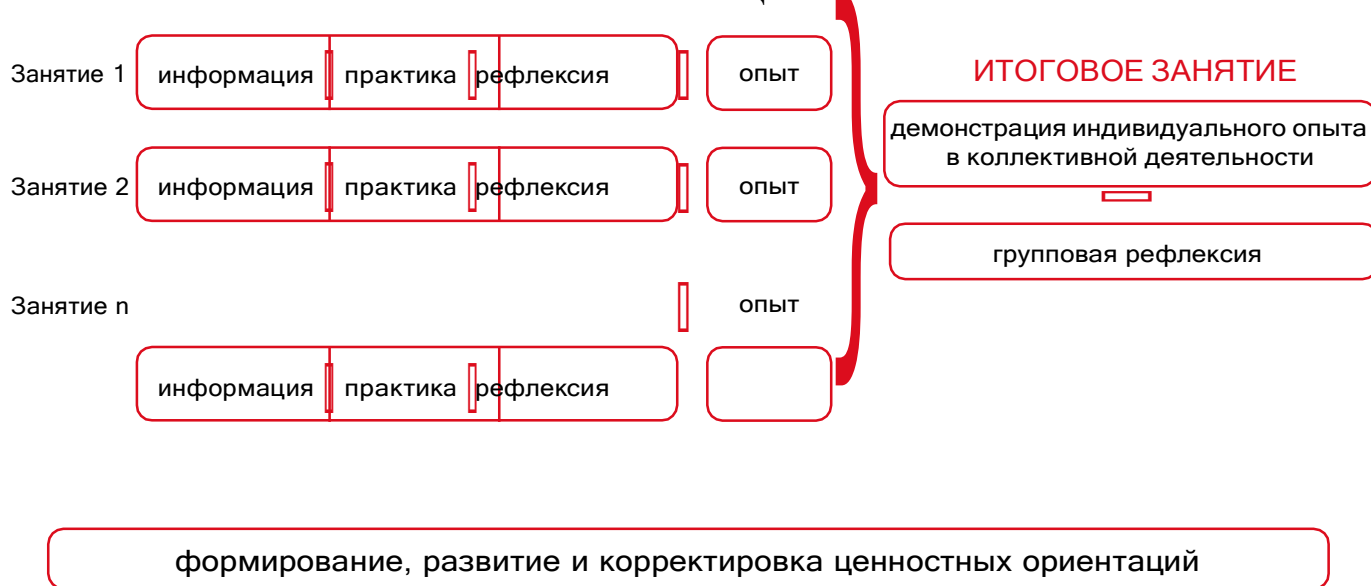 Занятие 1 информация практика рефлексия опыт
ИТОГОВОЕ ЗАНЯТИЕ
демонстрация индивидуального опыта
в коллективной деятельности
Занятие 2 информация практика рефлексия опыт
групповая рефлексия
Занятие n опыт
информация практика рефлексия
формирование, развитие и корректировка ценностных ориентаций